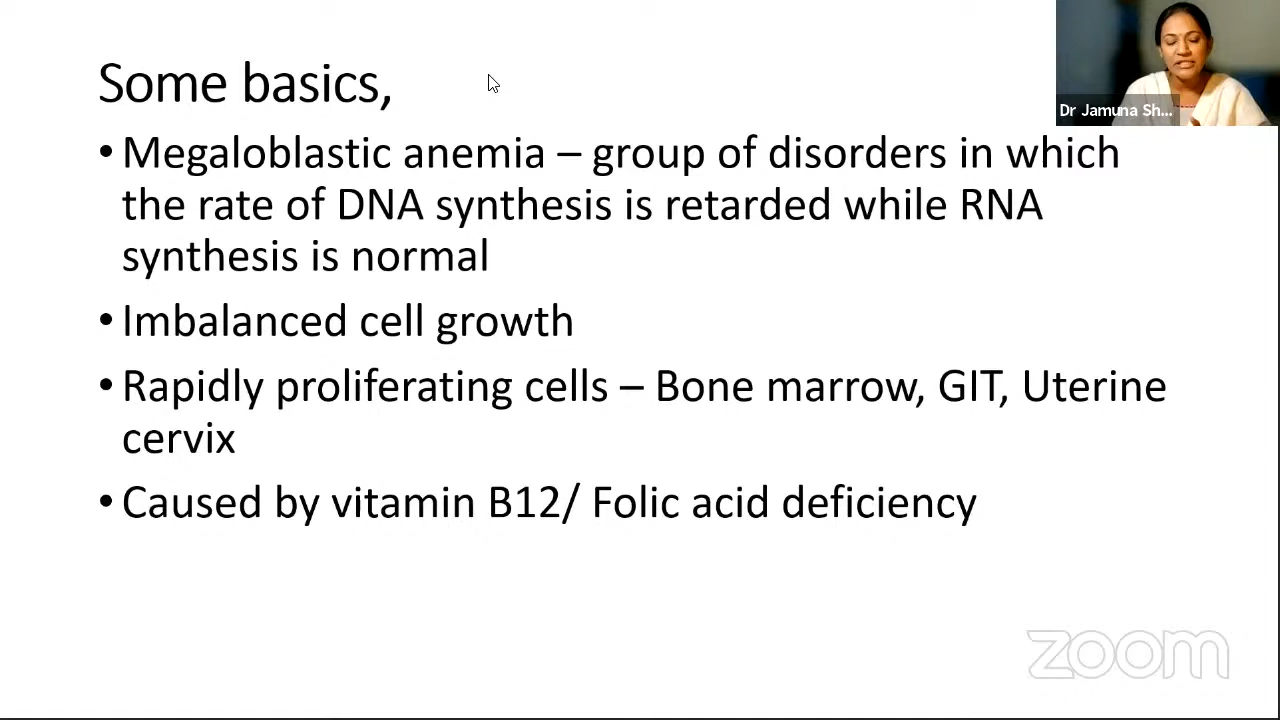 Some basics,
Dr Jamuna Sh...
• Megaloblastic anemia – group of disorders in which
the rate of DNA synthesis is retarded while RNA
synthesis is normal
• Imbalanced cell growth
• Rapidly proliferating cells – Bone marrow, GIT, Uterine
cervix
• Caused by vitamin B12/ Folic acid deficiency
zoom